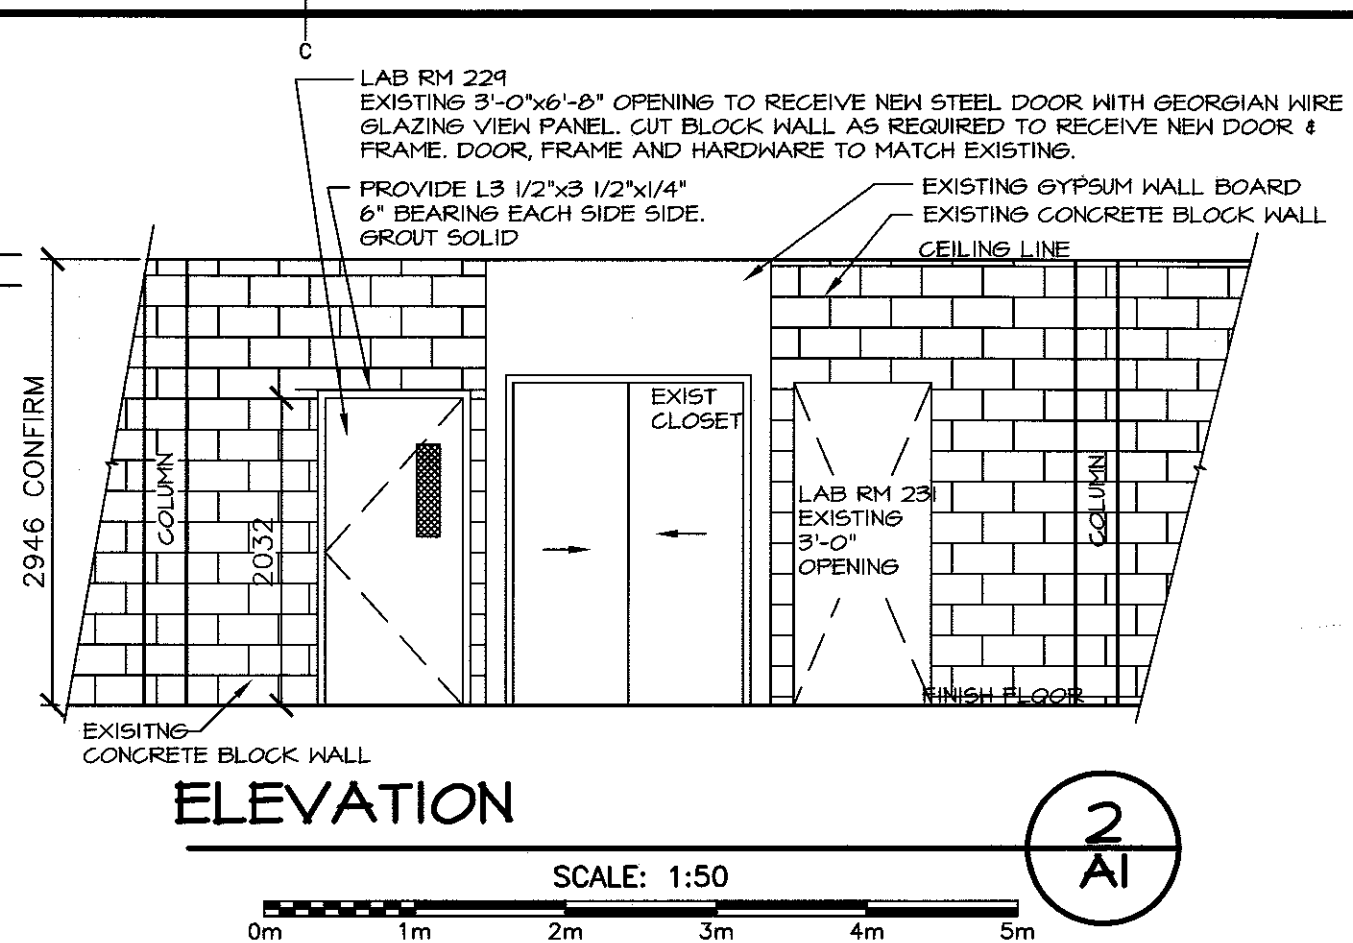 C
LAB RM 229
EXISTING 3'-0"x6'-8" OPENING TO RECEIVE NEW STEEL DOOR WITH GEORGIAN WIRE
GLAZING VIEW PANEL. CUT BLOCK WALL AS REQUIRED TO RECEIVE NEW DOOR &
FRAME. DOOR, FRAME AND HARDWARE TO MATCH EXISTING.
PROVIDE L3 1/2"x3 1/2"x1/4"
6" BEARING EACH SIDE SIDE.
GROUT SOLID
EXISTING GYPSUM WALL BOARD
EXISTING CONCRETE BLOCK WALL
CEILING LINE
2946 CONFIRM
COLUMN
2032
EXIST
CLOSET
LAB RM 231
EXISTING
3'-0"
OPENING
COLUMN
FINISH FLOOR
EXISITNG
CONCRETE BLOCK WALL
ELEVATION
2
A1
SCALE: 1:50
0m 1m 2m 3m 4m 5m